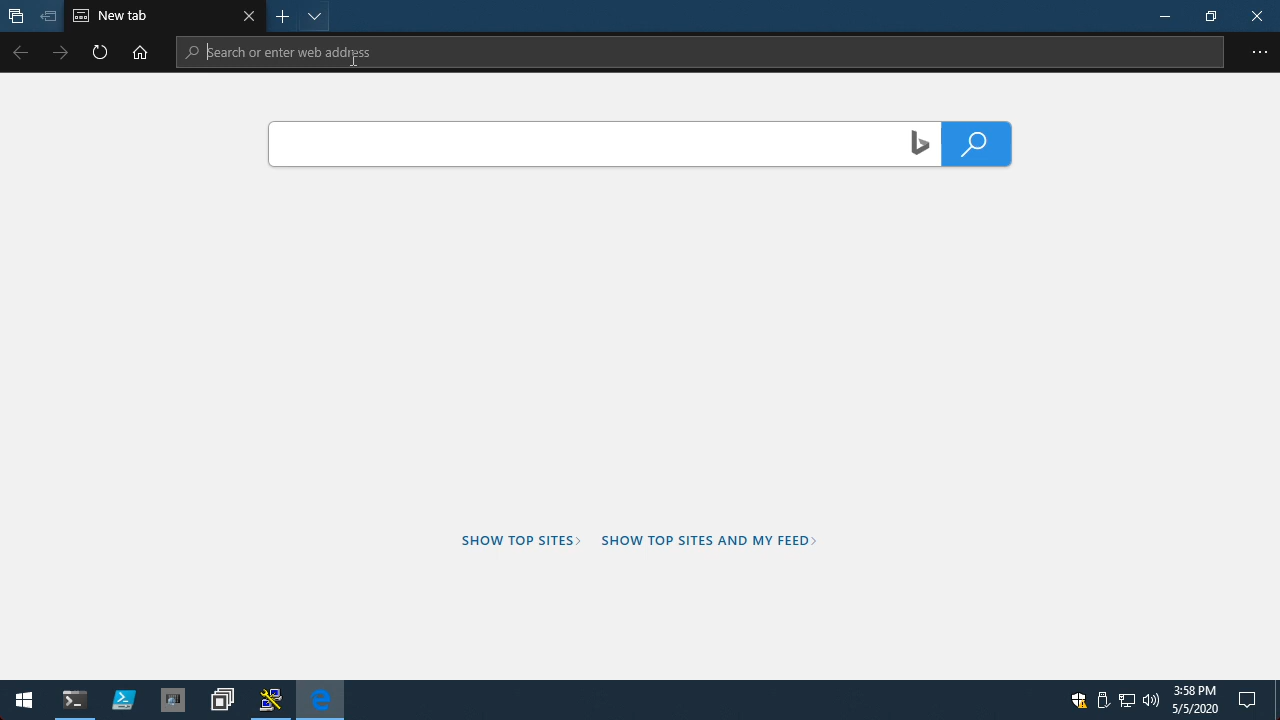 New tab
Search or enter web address
SHOW TOP SITES
SHOW TOP SITES AND MY FEED
3:58 PM
5/5/2020